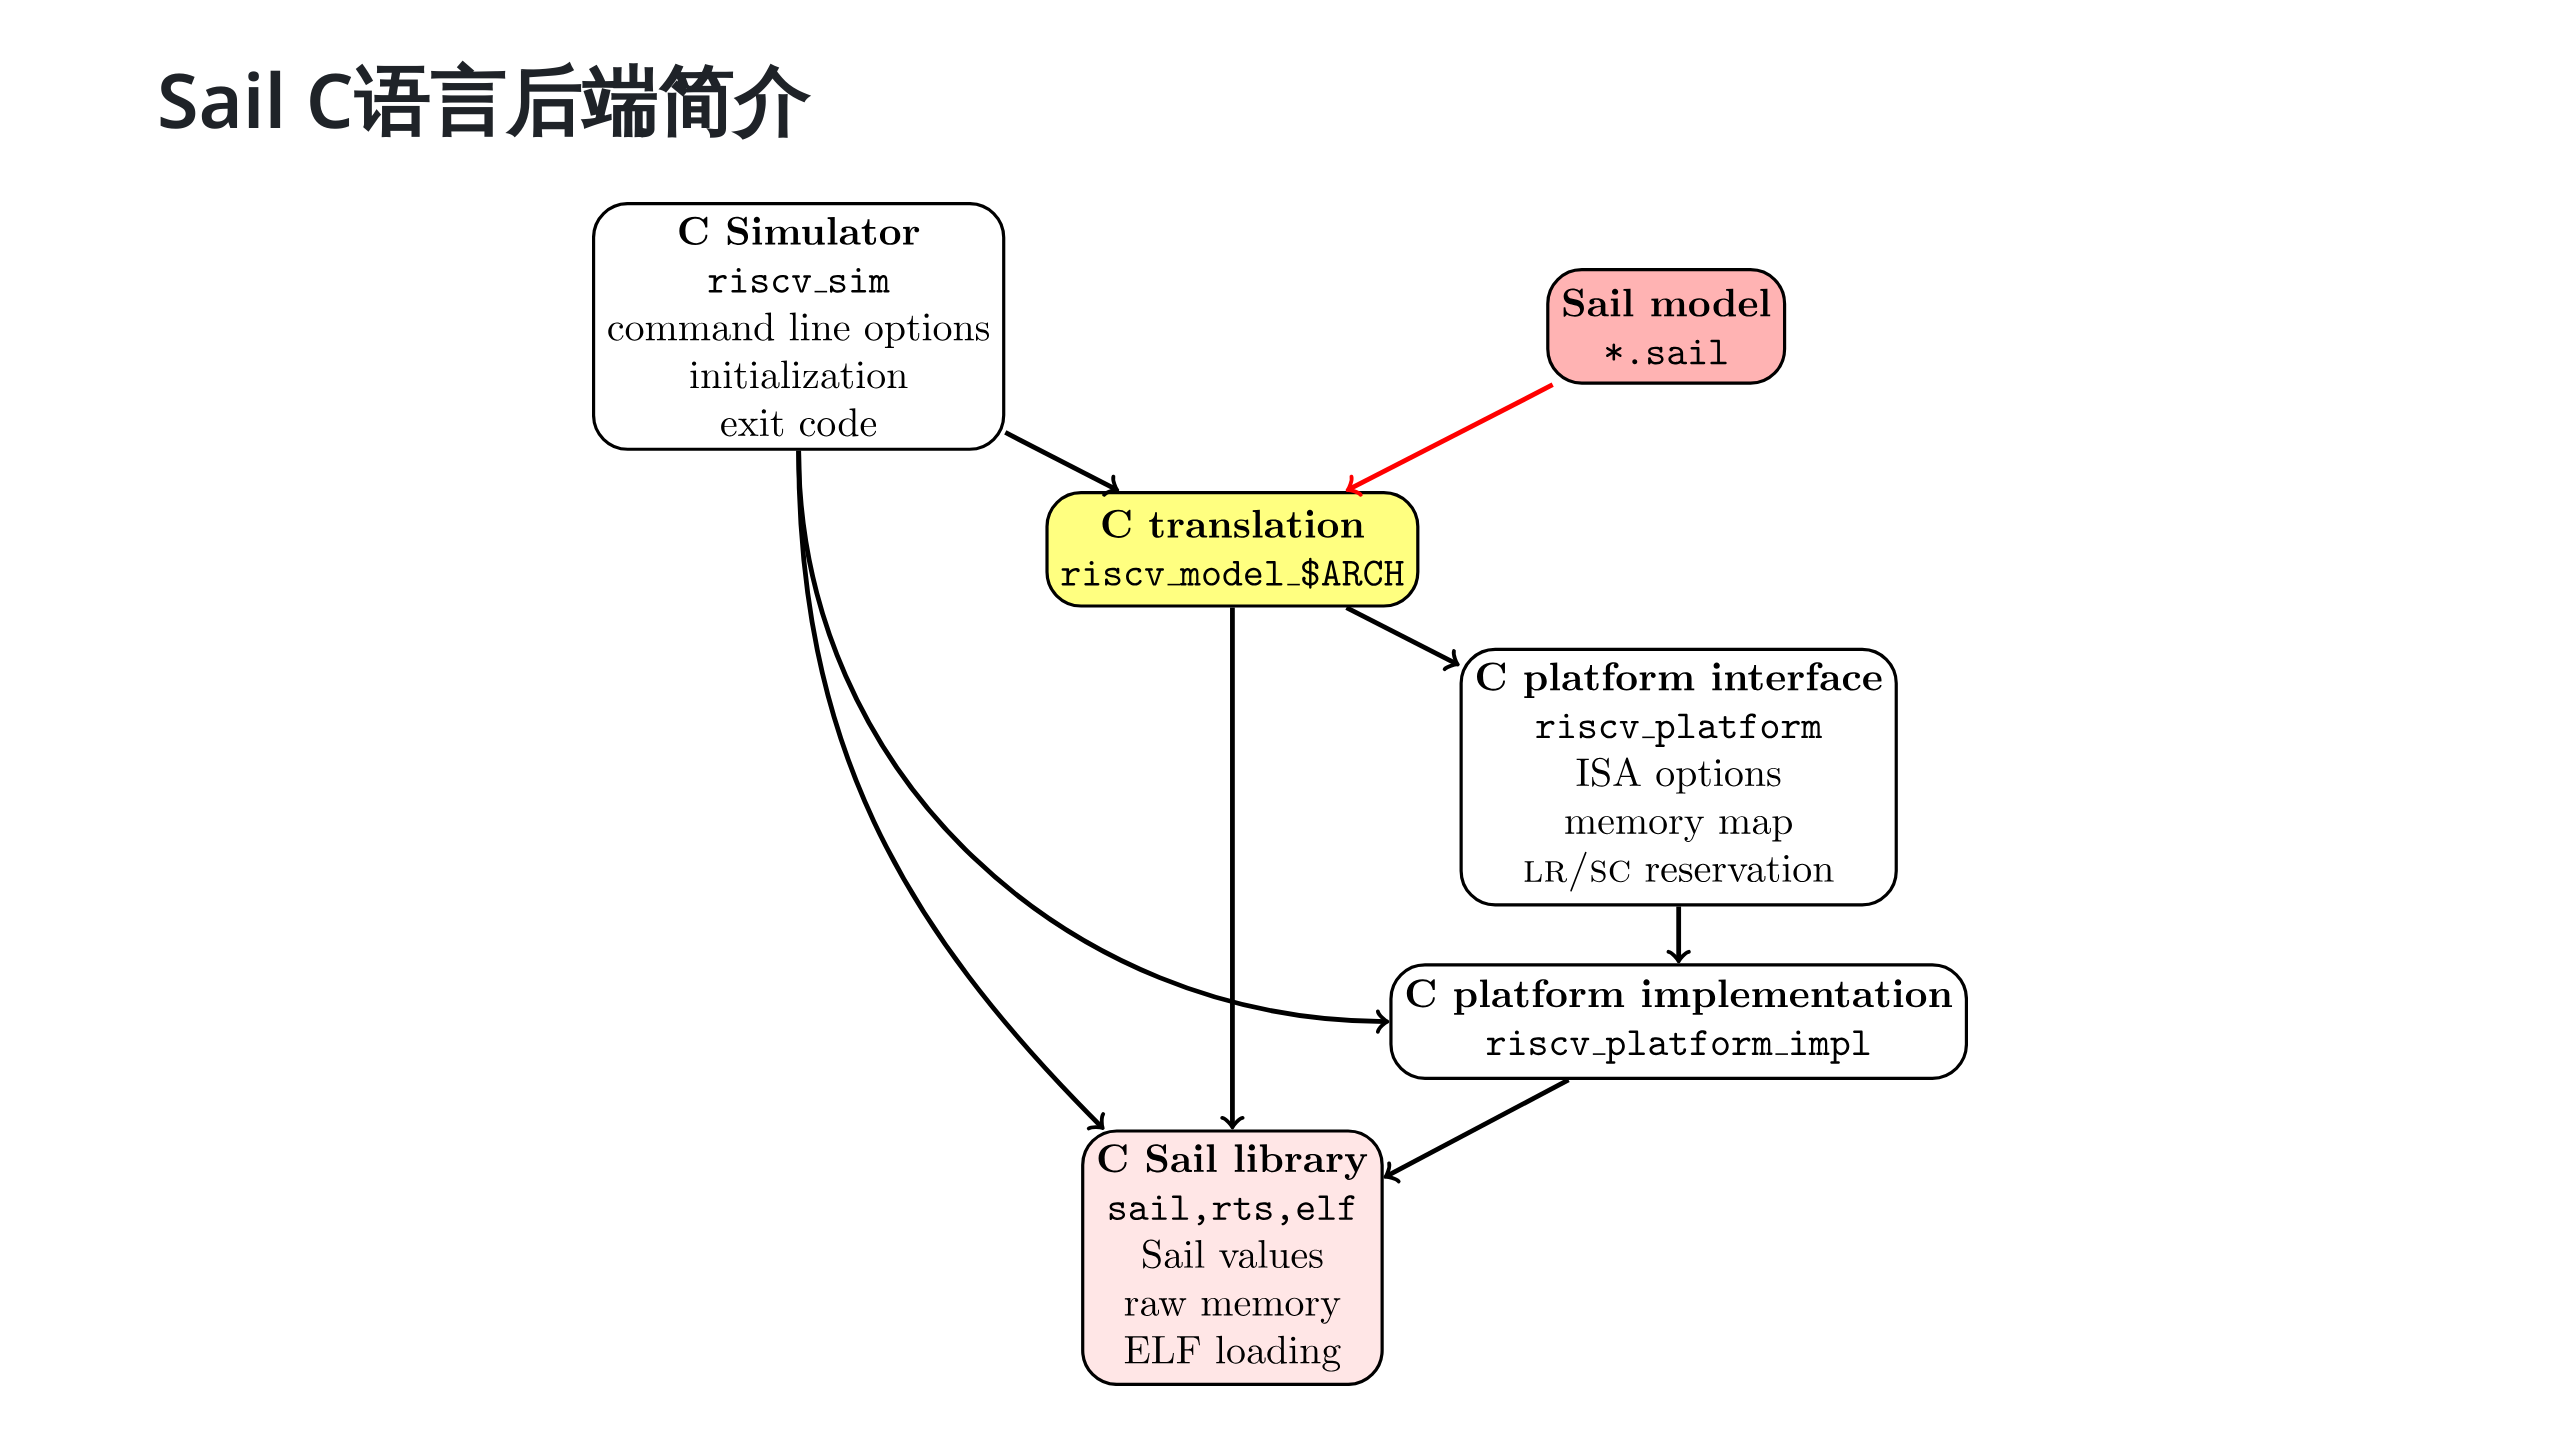 Sail C语言后端简介
C Simulator
riscv_sim
command line options
initialization
exit code
Sail model
*.sail
C translation
riscv_model_$ARCH
C platform interface
riscv_platform
ISA options
memory map
LR/SC reservation
C platform implementation
riscv_platform_impl
C Sail library
sail,rts,elf
Sail values
raw memory
ELF loading